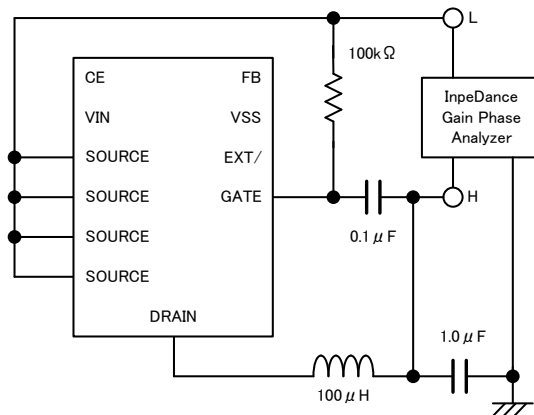 L
100kΩ
CE
FB
InpeDance
Gain Phase
Analyzer
VIN
VSS
SOURCE
EXT/
SOURCE
GATE
H
SOURCE
0.1μF
SOURCE
DRAIN
1.0μF
100μH